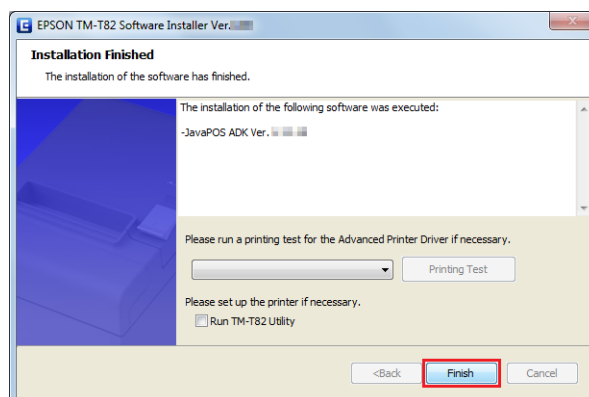 EPSON TM-T82 Software Installer Ver.
Installation Finished
The installation of the software has finished.
The installation of the following software was executed:
-JavaPOS ADK Ver.
Please run a printing test for the Advanced Printer Driver if necessary.
Printing Test
Please set up the printer if necessary.
Run TM-T82 Utility
<Back Finish Cancel